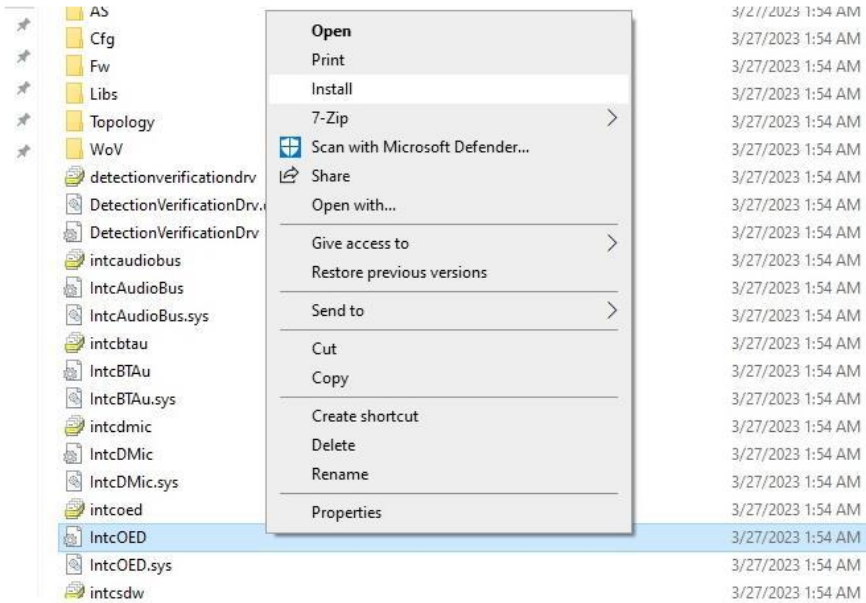 AS 3/27/2023 1:54 AM
Cfg 3/27/2023 1:54 AM
Fw 3/27/2023 1:54 AM
Libs 3/27/2023 1:54 AM
Topology 3/27/2023 1:54 AM
WoV 3/27/2023 1:54 AM
detectionverificationdrv 3/27/2023 1:54 AM
DetectionVerificationDrv. 3/27/2023 1:54 AM
DetectionVerificationDrv 3/27/2023 1:54 AM
intcaudiobus 3/27/2023 1:54 AM
IntcAudioBus 3/27/2023 1:54 AM
IntcAudioBus.sys 3/27/2023 1:54 AM
intcbtau 3/27/2023 1:54 AM
IntcBTAu 3/27/2023 1:54 AM
IntcBTAu.sys 3/27/2023 1:54 AM
intcdmic 3/27/2023 1:54 AM
IntcDMic 3/27/2023 1:54 AM
IntcDMic.sys 3/27/2023 1:54 AM
intcoed 3/27/2023 1:54 AM
IntcOED 3/27/2023 1:54 AM
IntcOED.sys 3/27/2023 1:54 AM
intcsdw 3/27/2023 1:54 AM
Open
Print
Install
7-Zip
Scan with Microsoft Defender...
Share
Open with...
Give access to
Restore previous versions
Send to
Cut
Copy
Create shortcut
Delete
Rename
Properties